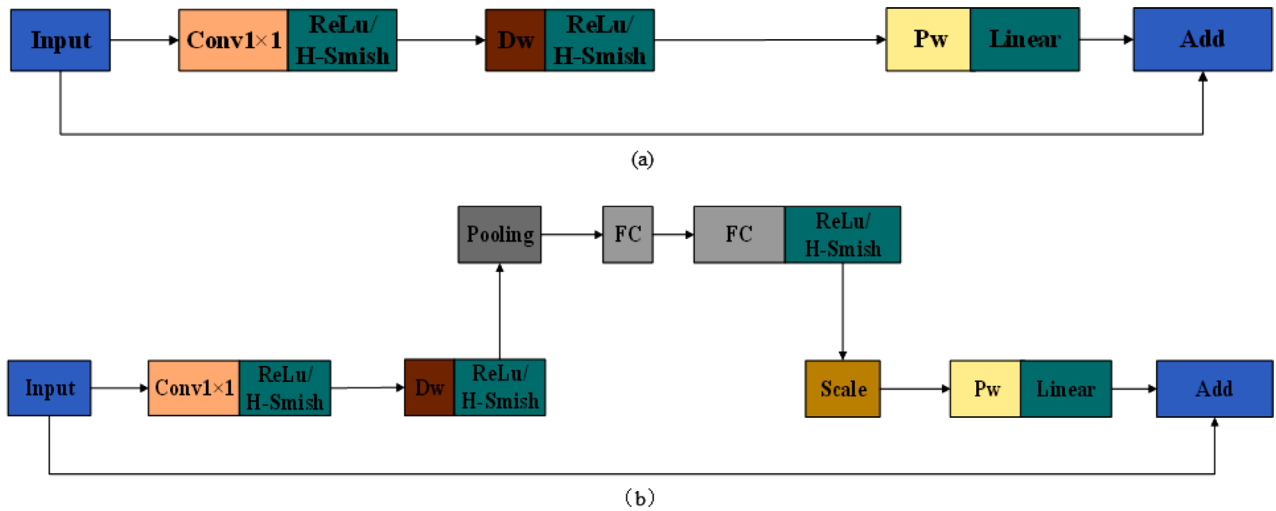 Input
Conv1×1
ReLu/
H-Smish
Dw
ReLu/
H-Smish
Pw
Linear
Add
(a)
Pooling
FC
FC
ReLu/
H-Smish
Input
Conv1×1
ReLu/
H-Smish
Dw
ReLu/
H-Smish
Scale
Pw
Linear
Add
(b)